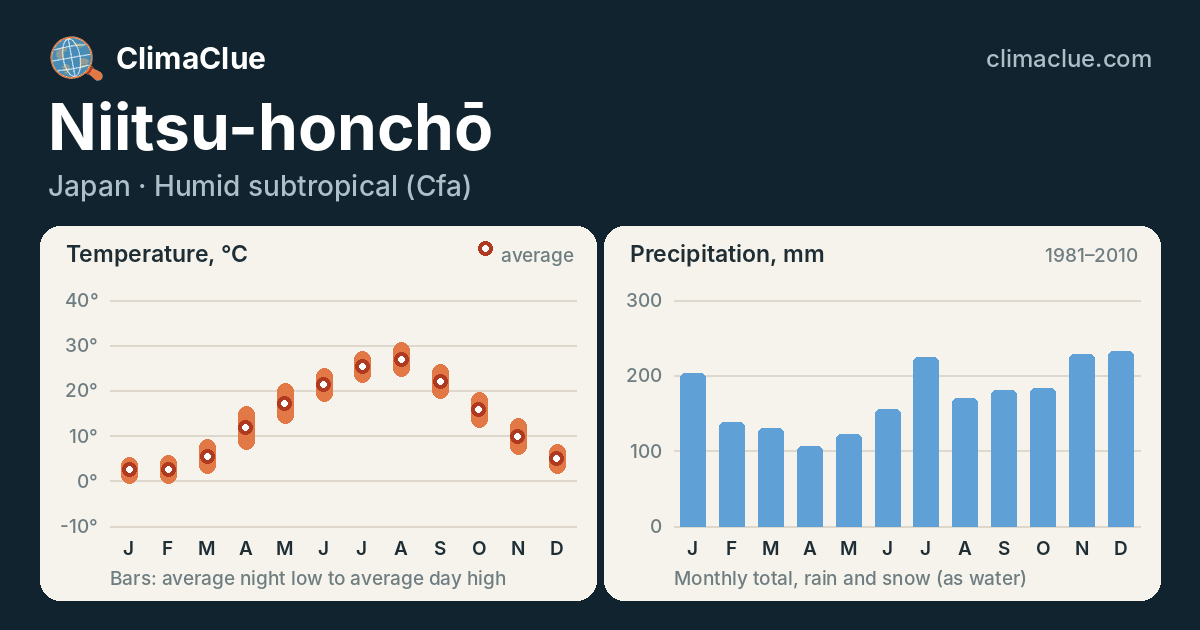 ClimaClue
climaclue.com
Niitsu-honchō
Japan · Humid subtropical (Cfa)
Temperature, °C
average
40°
30°
20°
10°
0°
-10°
J F M A M J J A S O N D
Bars: average night low to average day high
Precipitation, mm
1981–2010
300
200
100
0
J F M A M J J A S O N D
Monthly total, rain and snow (as water)